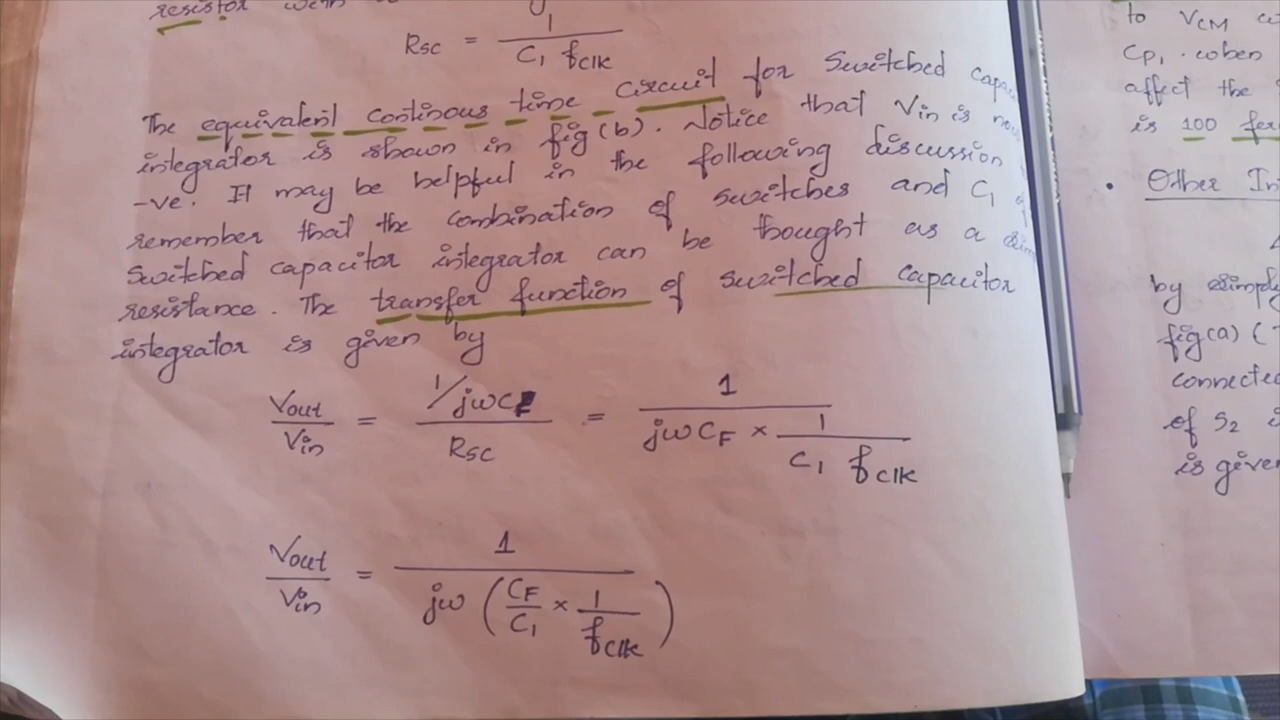 resistor with
Rsc = 1 / C1 fclk
The equivalent continous time circuit for switched
integrator is shown in fig(b). Notice that Vin is
-ve. It may be helpful in the following discussion
remember that the combination of switches and C1
switched capacitor integrator can be thought as a
resistance. The transfer function of switched capacitor
integrator is given by
Vout/Vin = (1/jωCF) / Rsc = 1 / (jωCF × 1/(C1 fclk))
Vout/Vin = 1 / (jω (CF/C1 × 1/fclk))
to VCM
Cp1. when
affect the
is 100
• Other
by
fig(a) (
connected
of S2
is given